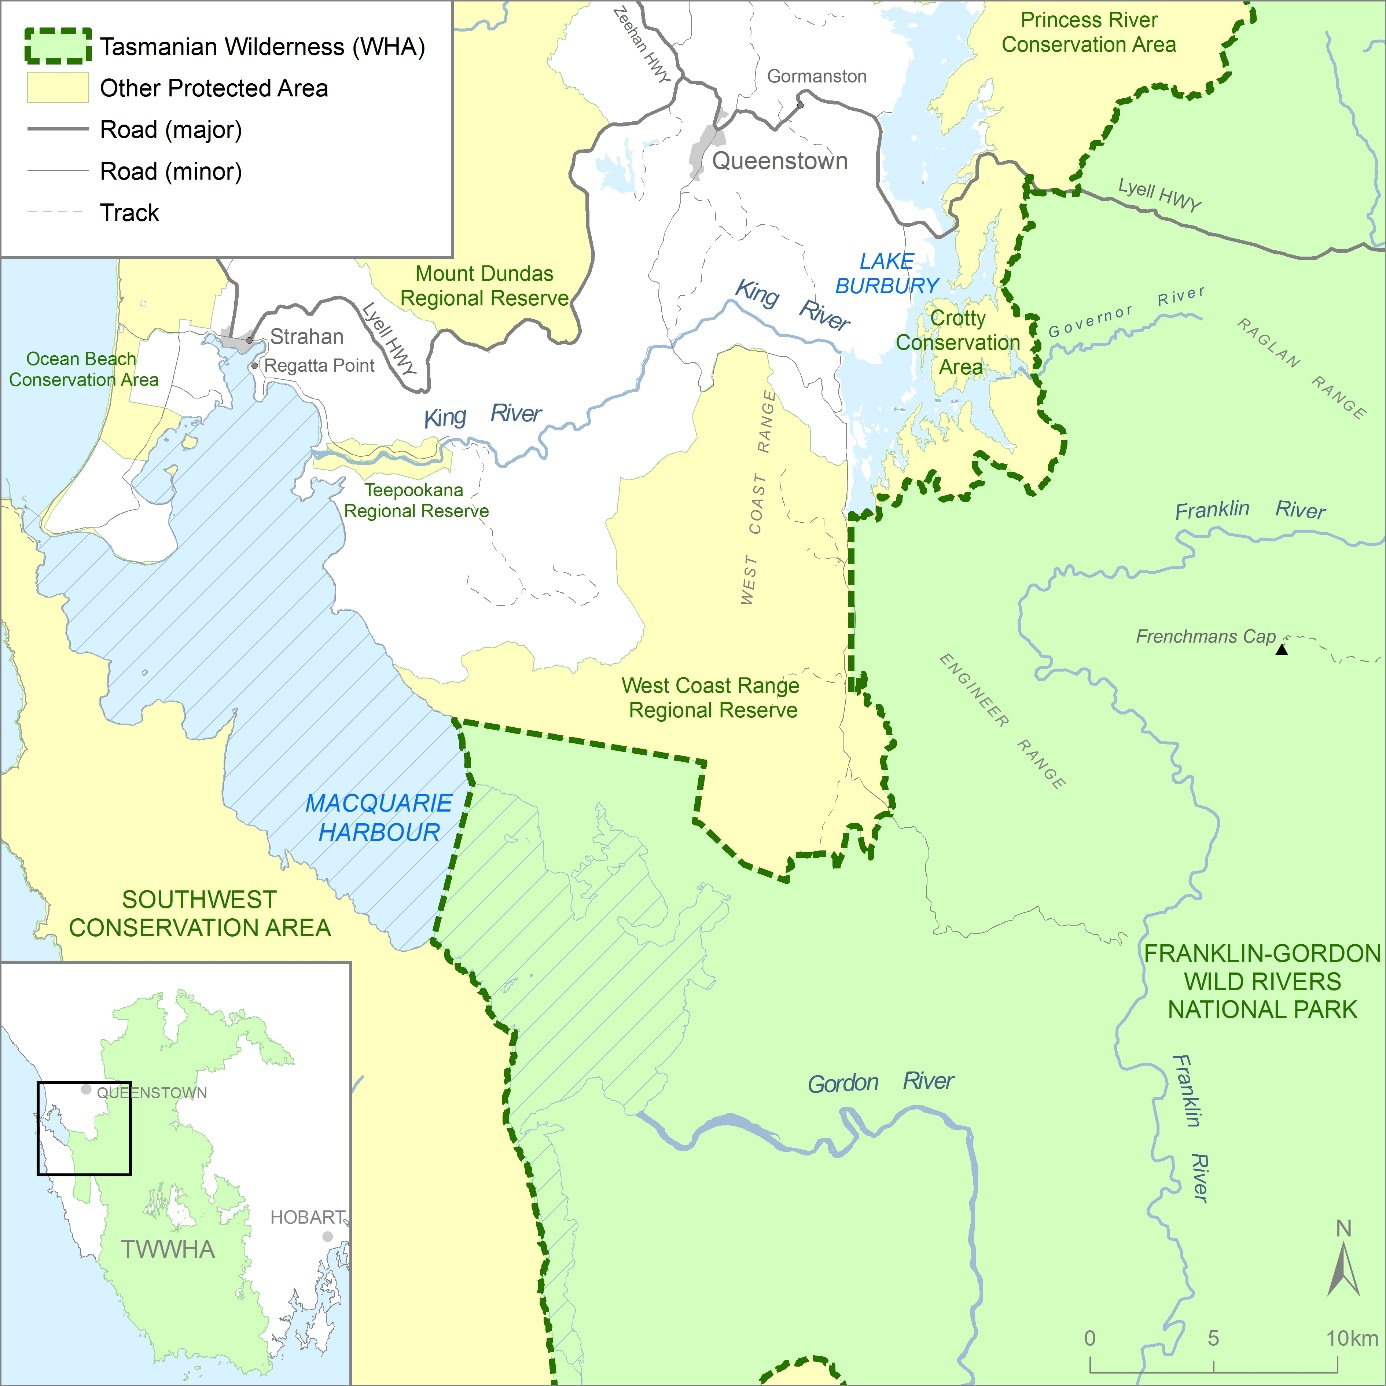 Tasmanian Wilderness (WHA)
Other Protected Area
Road (major)
Road (minor)
Track
Zeehan HWY
Gormanston
Queenstown
Princess River
Conservation Area
Lyell HWY
Mount Dundas
Regional Reserve
LAKE
BURBURY
King River
Crotty
Conservation
Area
Governor River
RAGLAN RANGE
Strahan
Regatta Point
Lyell HWY
Ocean Beach
Conservation Area
King River
Teepookana
Regional Reserve
WEST COAST RANGE
Franklin River
Frenchmans Cap
ENGINEER RANGE
West Coast Range
Regional Reserve
MACQUARIE
HARBOUR
SOUTHWEST
CONSERVATION AREA
FRANKLIN-GORDON
WILD RIVERS
NATIONAL PARK
Gordon River
Franklin River
QUEENSTOWN
HOBART
TWWHA
N
0 5 10km